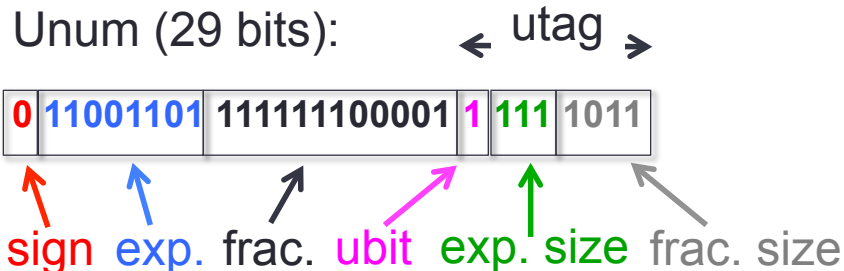 Unum (29 bits): utag
0 11001101 111111100001 1 111 1011
sign exp. frac. ubit exp. size frac. size